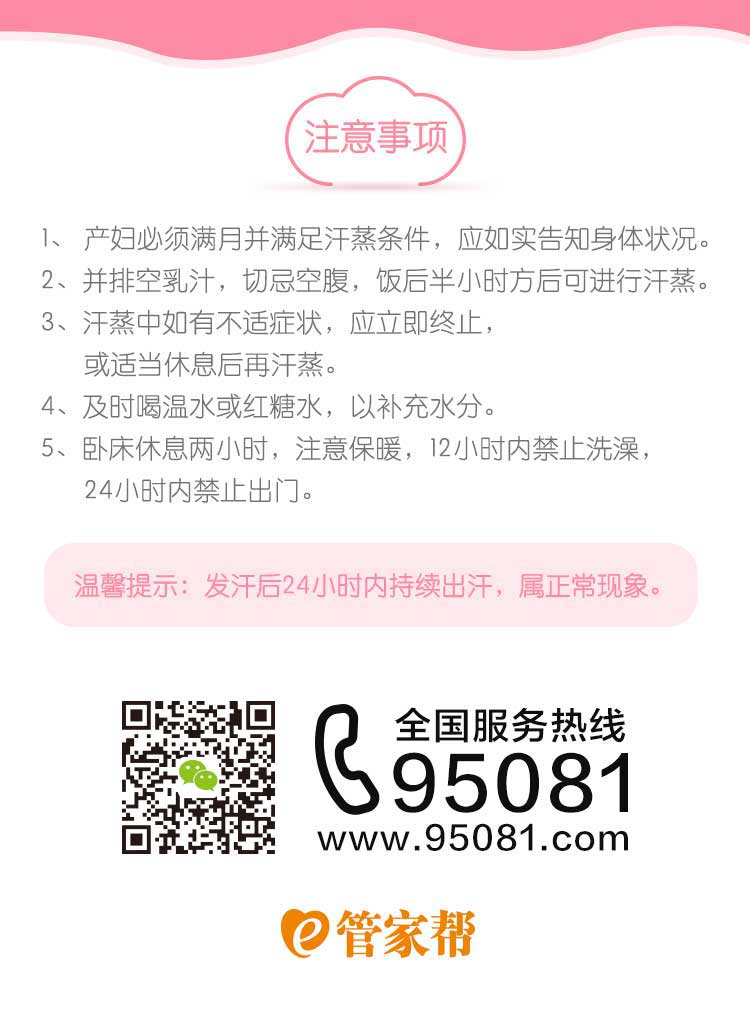 注意事项
1、 产妇必须满月并满足汗蒸条件，应如实告知身体状况。
2、并排空乳汁，切忌空腹，饭后半小时方后可进行汗蒸。
3、汗蒸中如有不适症状，应立即终止，
或适当休息后再汗蒸。
4、及时喝温水或红糖水，以补充水分。
5、卧床休息两小时，注意保暖，12小时内禁止洗澡，
24小时内禁止出门。
温馨提示：发汗后24小时内持续出汗，属正常现象。
全国服务热线
95081
www.95081.com
e管家帮